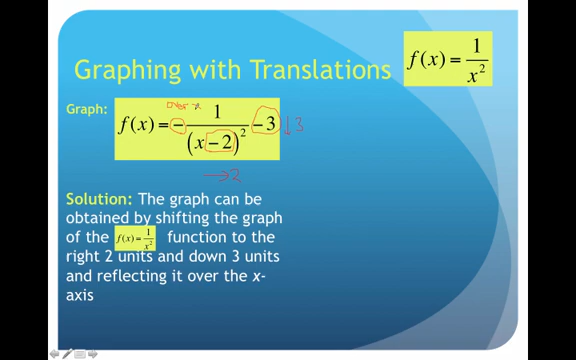 Graphing with Translations
f(x) = 1/x²
Graph:
over x
f(x) = − 1/(x − 2)² − 3
↓3
→2
Solution: The graph can be
obtained by shifting the graph
of the f(x) = 1/x² function to the
right 2 units and down 3 units
and reflecting it over the x-
axis